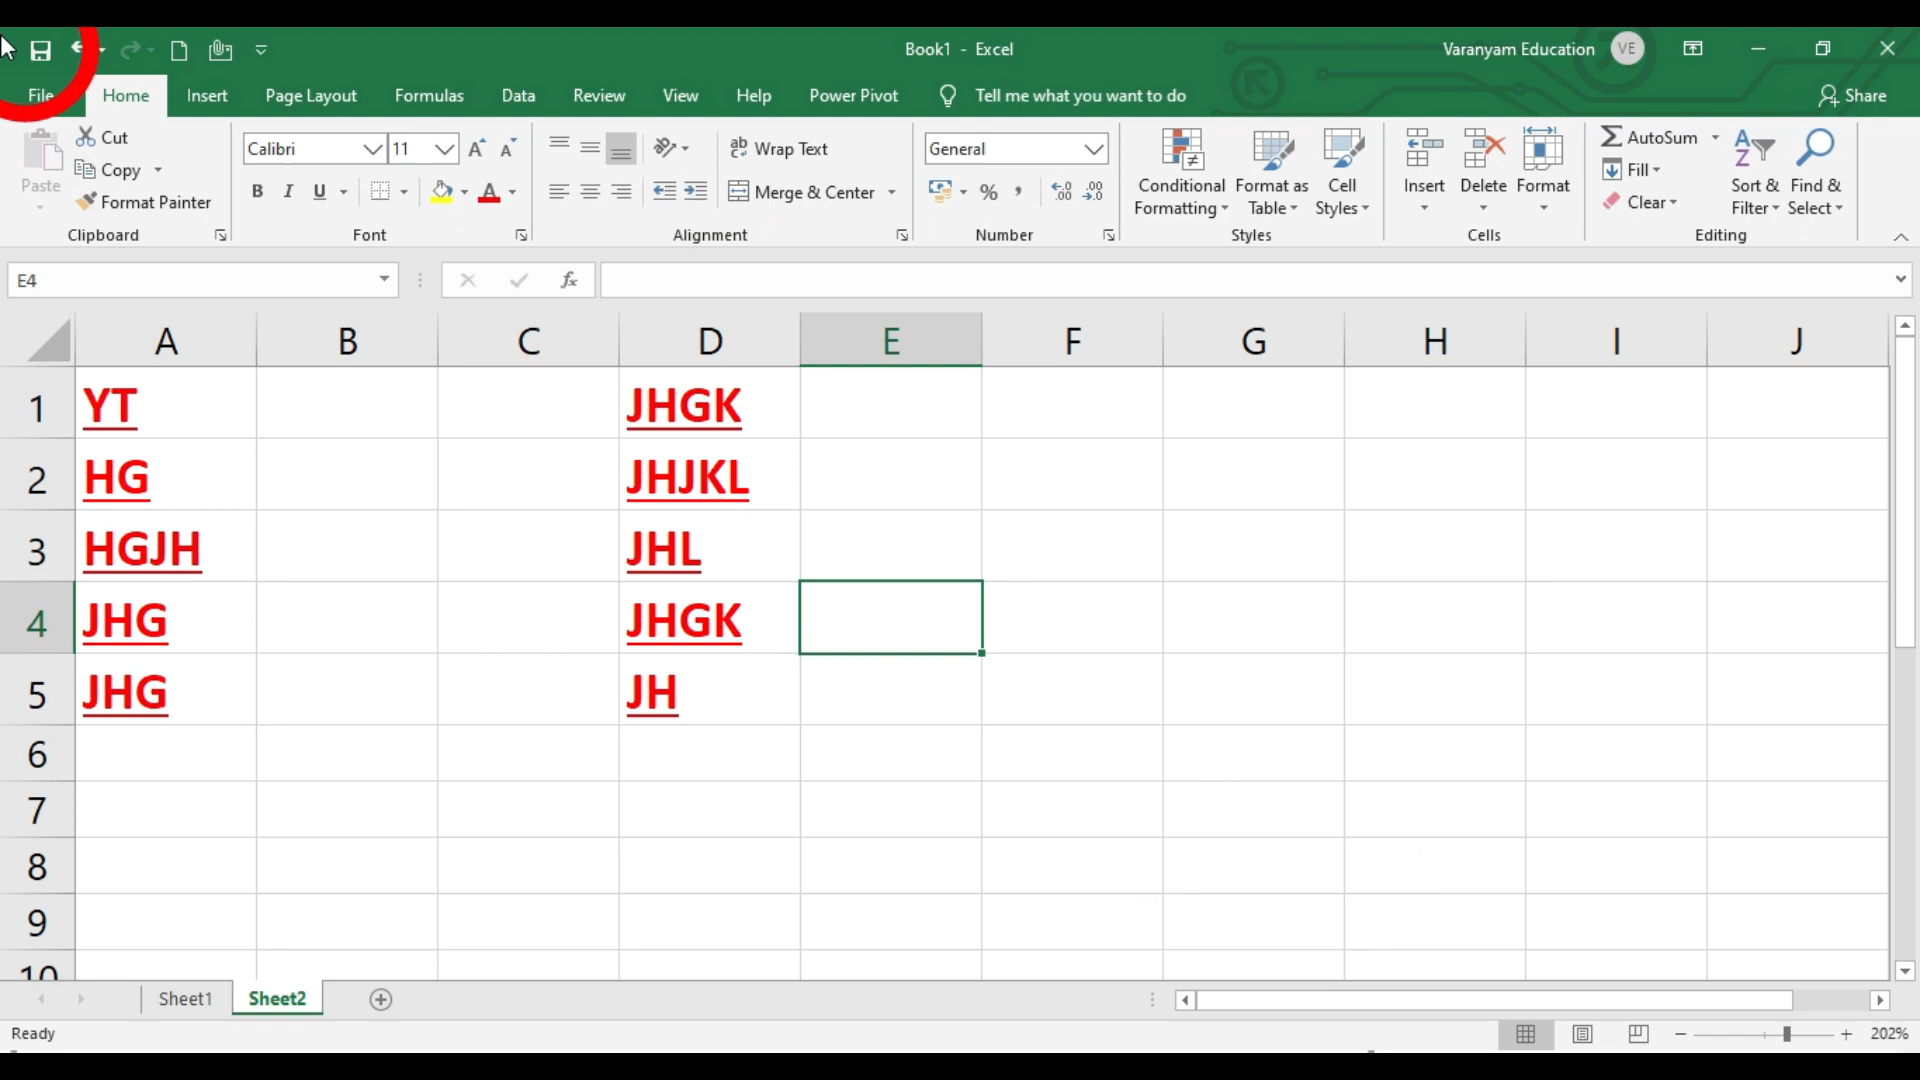 Book1 - Excel
Varanyam Education VE
File Home Insert Page Layout Formulas Data Review View Help Power Pivot Tell me what you want to do Share
Paste
Cut
Copy
Format Painter
Clipboard
Calibri 11
B I U A
Font
Wrap Text
Merge & Center
Alignment
General
%
Number
Conditional Formatting
Format as Table
Cell Styles
Styles
Insert Delete Format
Cells
AutoSum
Fill
Clear
Sort & Filter
Find & Select
Editing
E4 fx
A B C D E F G H I J
1 YT JHGK
2 HG JHJKL
3 HGJH JHL
4 JHG JHGK
5 JHG JH
6
7
8
9
10
Sheet1 Sheet2
Ready 202%